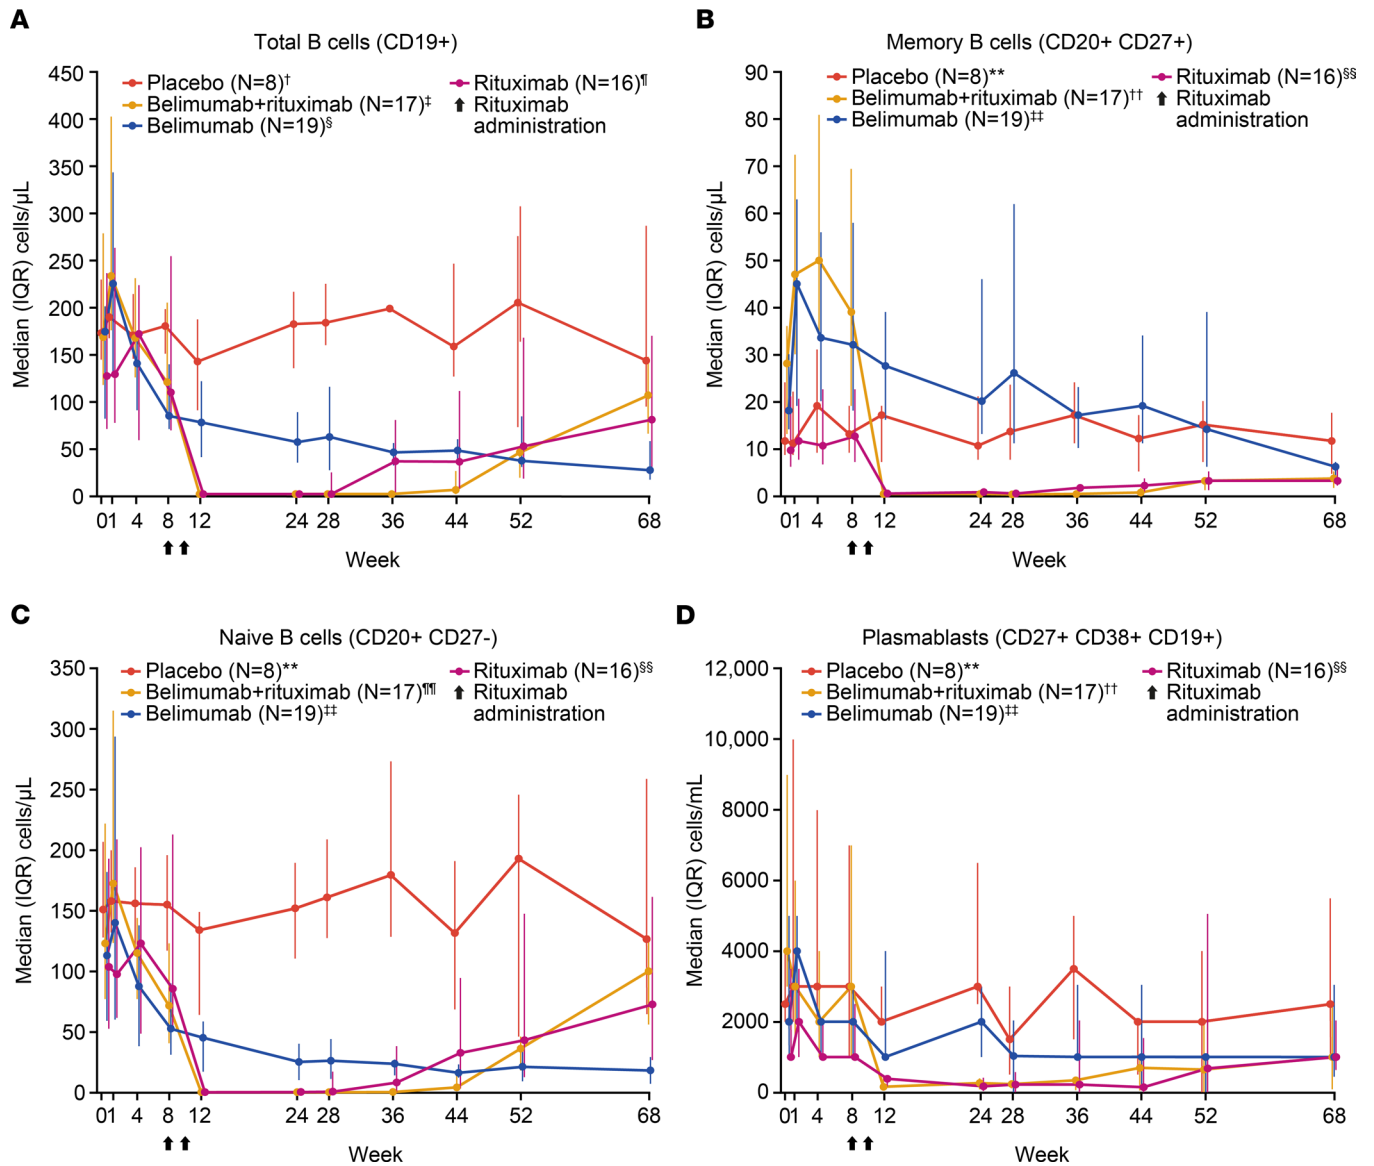 A
Total B cells (CD19+)
Placebo (N=8)†
Belimumab+rituximab (N=17)‡
Belimumab (N=19)§
Rituximab (N=16)¶
Rituximab
administration
Median (IQR) cells/µL
450
400
350
300
250
200
150
100
50
0
0 1 4 8 12 24 28 36 44 52 68
Week
B
Memory B cells (CD20+ CD27+)
Placebo (N=8)**
Belimumab+rituximab (N=17)††
Belimumab (N=19)‡‡
Rituximab (N=16)§§
Rituximab
administration
Median (IQR) cells/µL
90
80
70
60
50
40
30
20
10
0
0 1 4 8 12 24 28 36 44 52 68
Week
C
Naive B cells (CD20+ CD27-)
Placebo (N=8)**
Belimumab+rituximab (N=17)¶¶
Belimumab (N=19)‡‡
Rituximab (N=16)§§
Rituximab
administration
Median (IQR) cells/µL
350
300
250
200
150
100
50
0
0 1 4 8 12 24 28 36 44 52 68
Week
D
Plasmablasts (CD27+ CD38+ CD19+)
Placebo (N=8)**
Belimumab+rituximab (N=17)††
Belimumab (N=19)‡‡
Rituximab (N=16)§§
Rituximab
administration
Median (IQR) cells/mL
12,000
10,000
8000
6000
4000
2000
0
0 1 4 8 12 24 28 36 44 52 68
Week